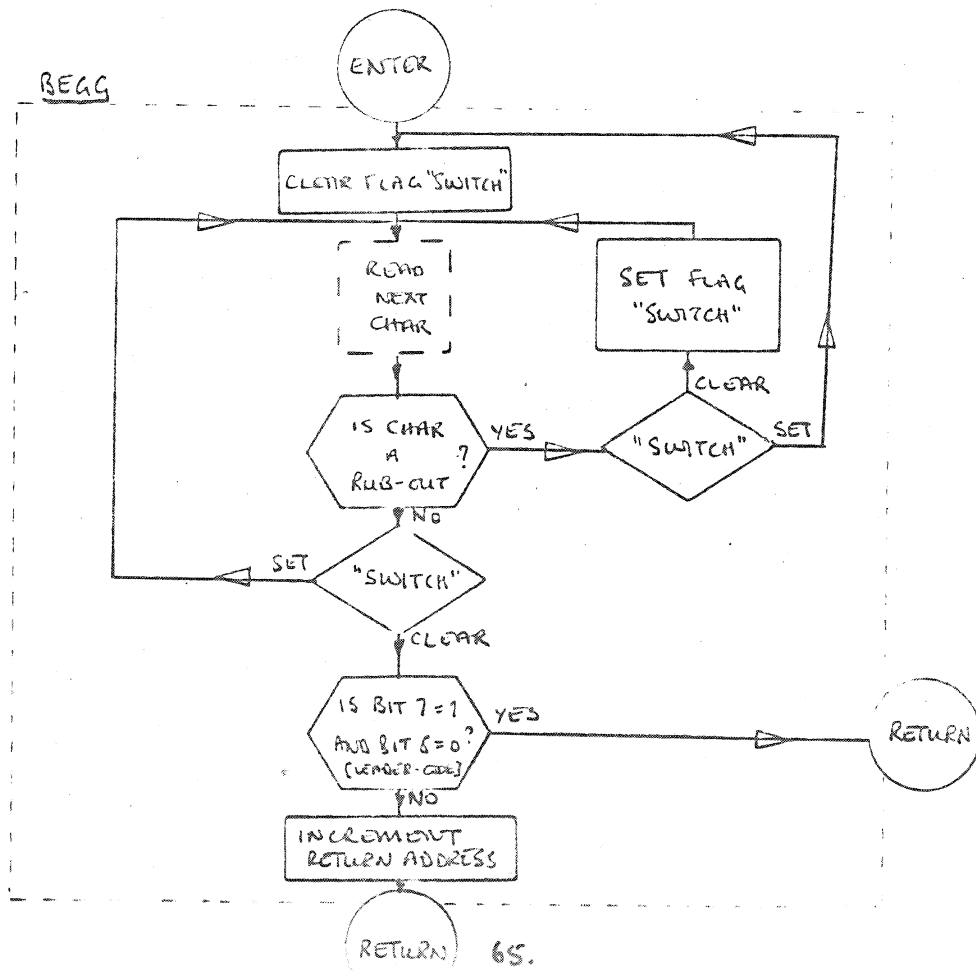 ENTER
BEGG
CLEAR FLAG "SWITCH"
READ
NEXT
CHAR
SET FLAG
"SWITCH"
CLEAR
IS CHAR
A ?
RUB-OUT
YES
"SWITCH"
SET
NO
SET
"SWITCH"
CLEAR
IS BIT 7=1
AND BIT 8=0?
(LEADER-CODE)
YES
RETURN
NO
INCREMENT
RETURN ADDRESS
RETURN
65.